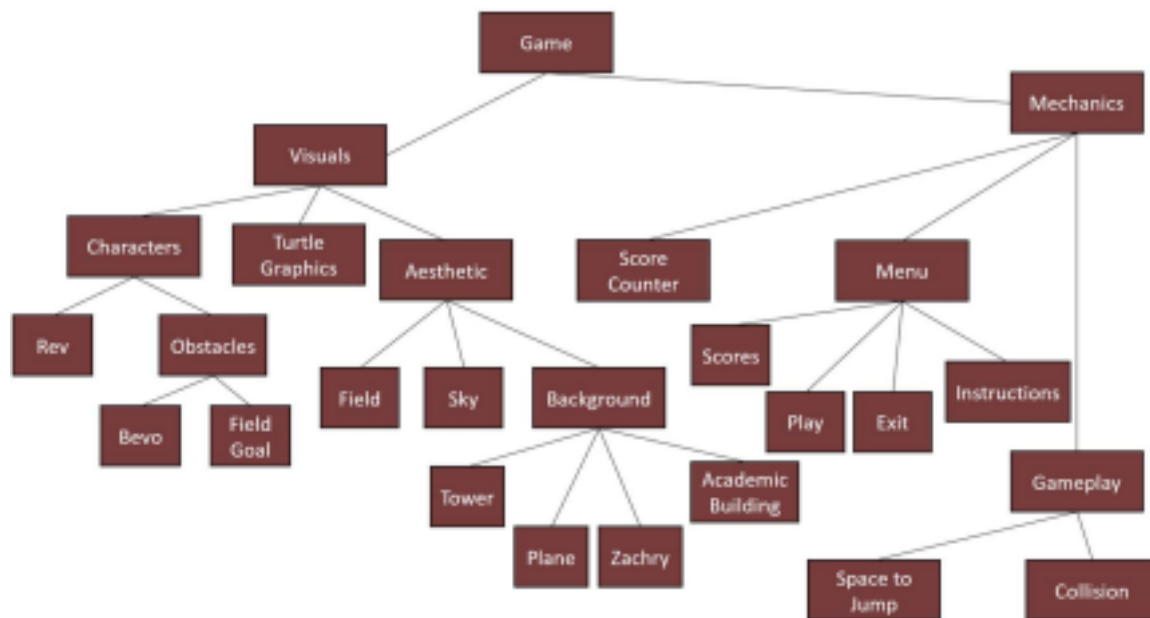 Game
Mechanics
Visuals
Characters
Turtle
Graphics
Aesthetic
Score
Counter
Menu
Rev
Obstacles
Scores
Field
Sky
Background
Instructions
Bevo
Field
Goal
Play
Exit
Tower
Academic
Building
Gameplay
Plane
Zachry
Space to
Jump
Collision